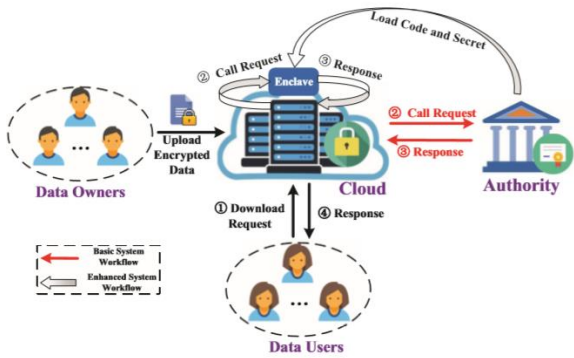 Load Code and Secret
② Call Request
③ Response
Enclave
Upload
Encrypted
Data
② Call Request
③ Response
Data Owners
Cloud
Authority
① Download
Request
④ Response
Basic System
Workflow
Enhanced System
Workflow
Data Users